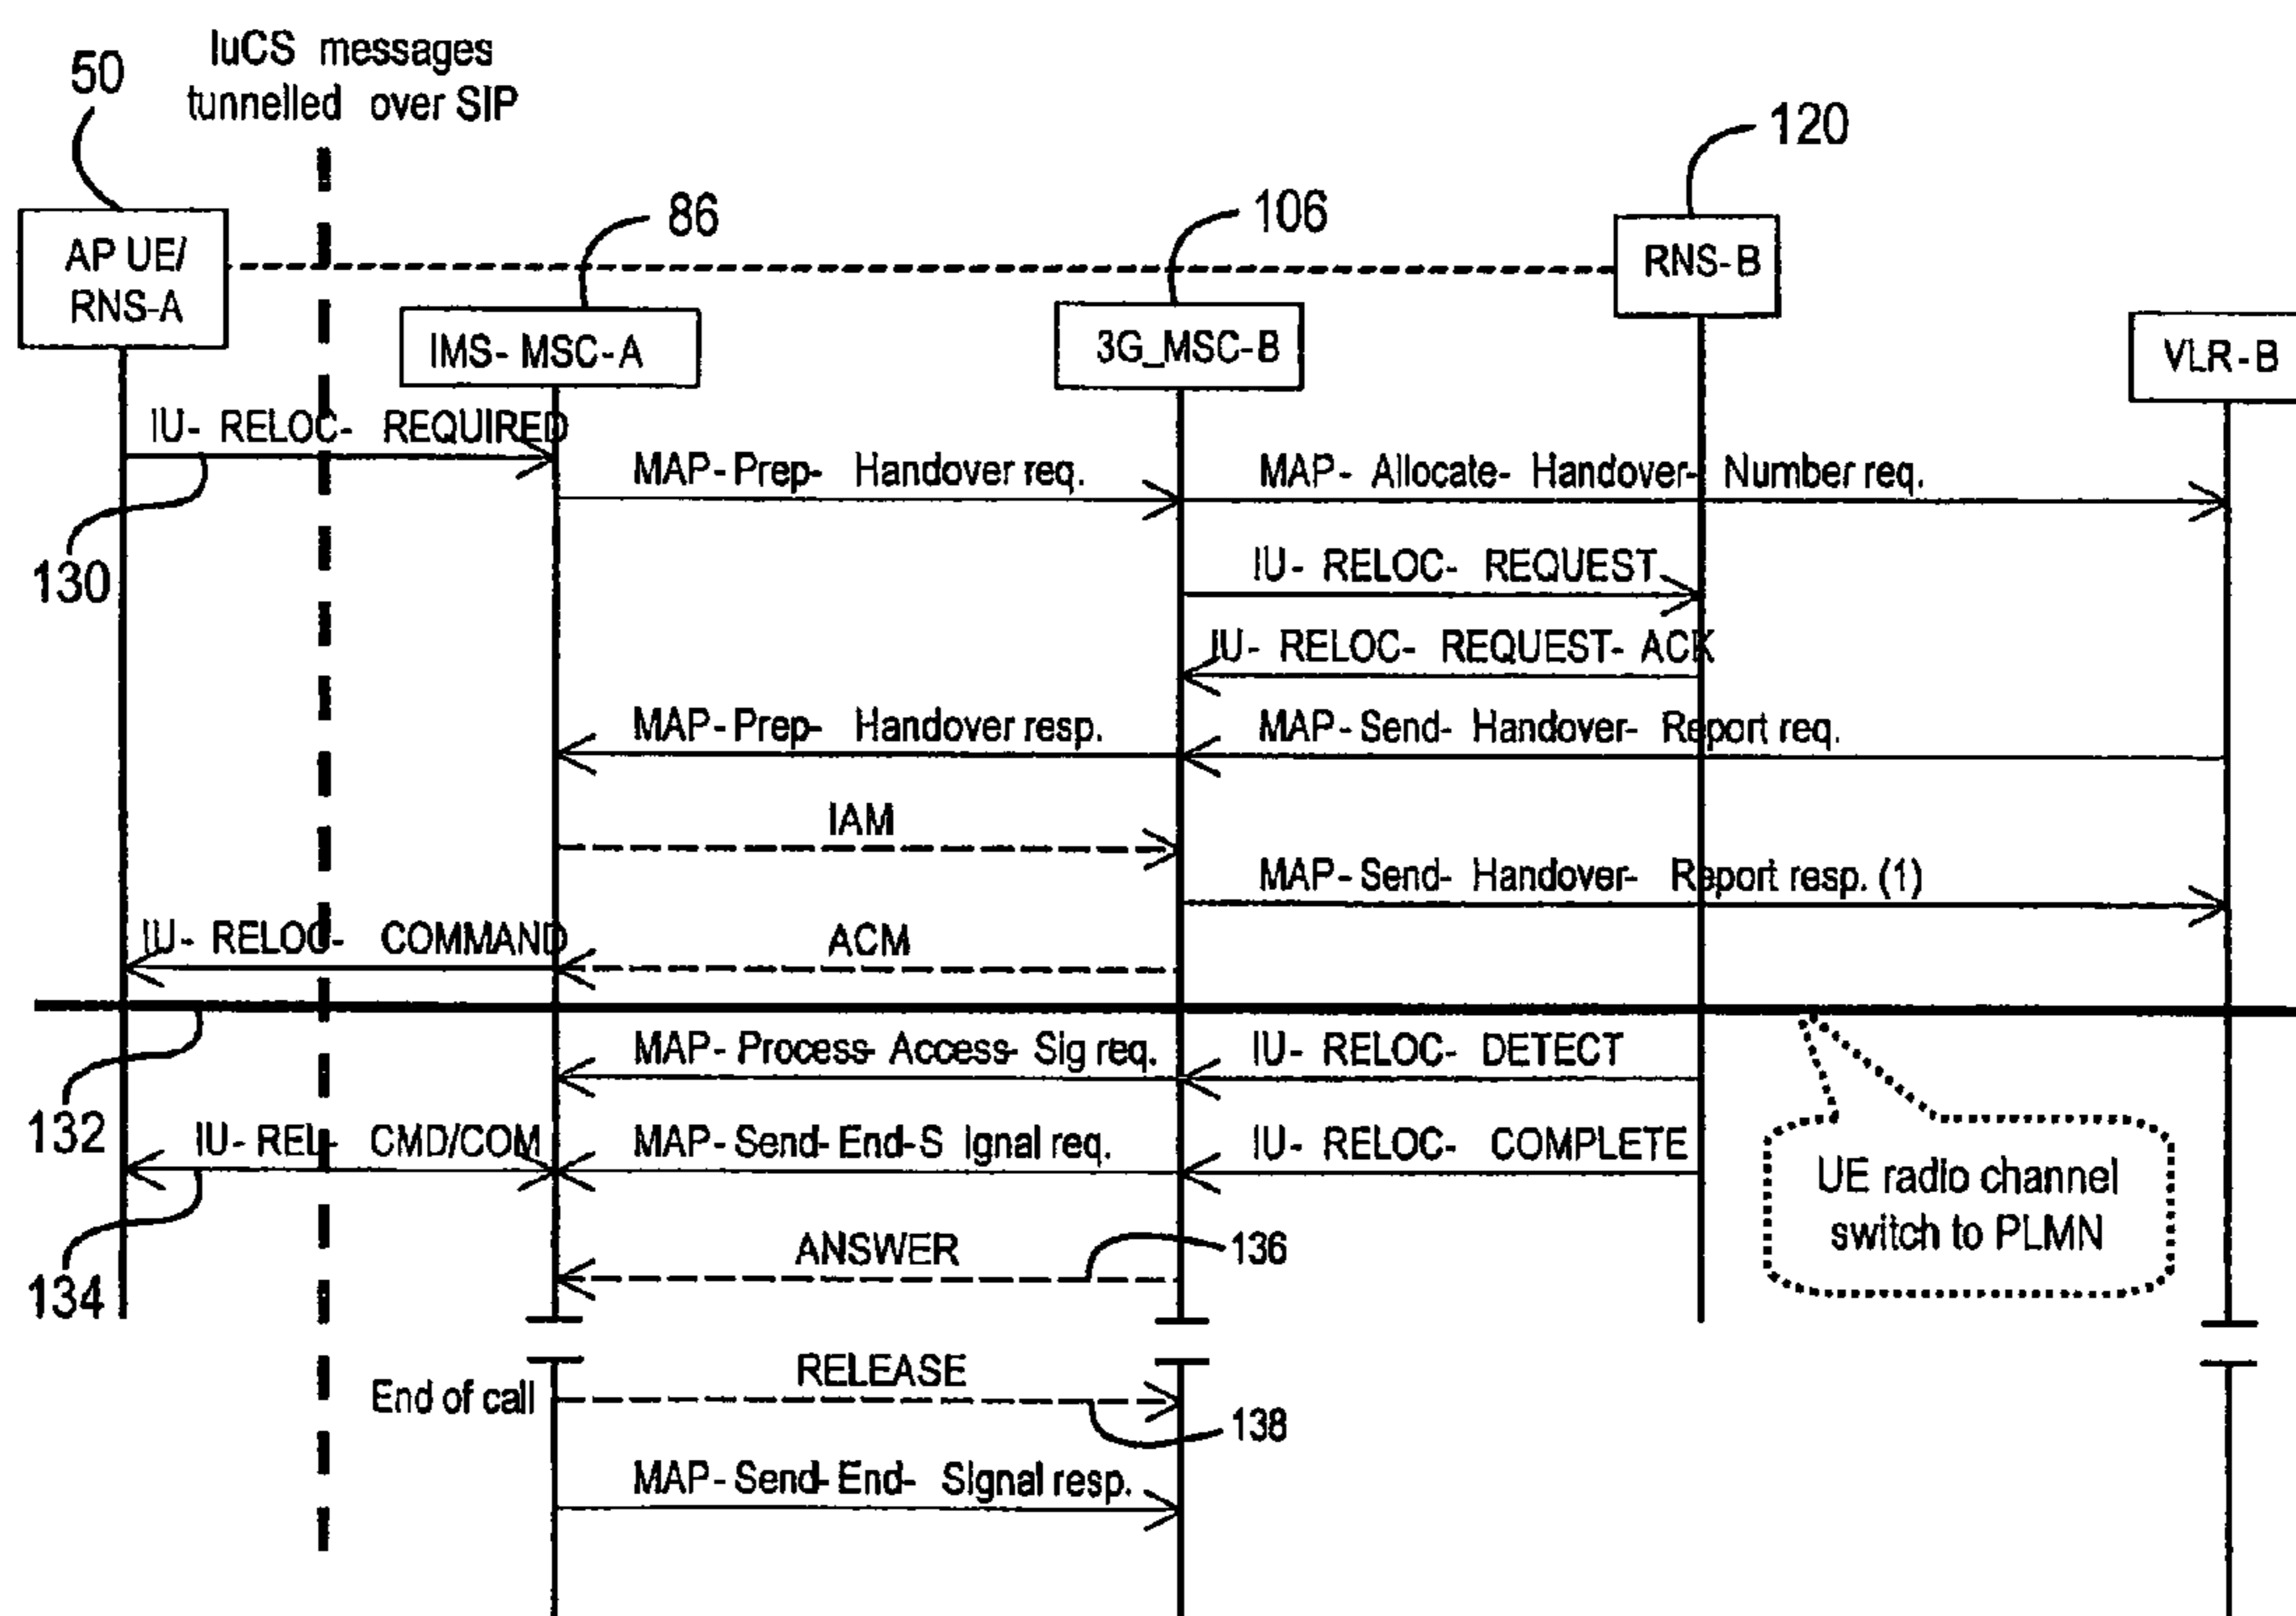 IuCS messages
tunnelled over SIP
50
120
86
106
AP UE/
RNS-A
RNS-B
IMS- MSC-A
3G_MSC-B
VLR-B
IU- RELOC- REQUIRED
MAP-Prep- Handover req.
MAP- Allocate- Handover- Number req.
130
IU- RELOC- REQUEST
IU- RELOC- REQUEST- ACK
MAP-Prep- Handover resp.
MAP-Send- Handover- Report req.
IAM
MAP-Send- Handover- Report resp. (1)
IU- RELOC- COMMAND
ACM
MAP-Process- Access- Sig req.
IU- RELOC- DETECT
132
IU- REL- CMD/COM
MAP-Send-End-S Ignal req.
IU- RELOC- COMPLETE
UE radio channel
switch to PLMN
134
ANSWER
136
RELEASE
End of call
138
MAP-Send-End- SIgnal resp.